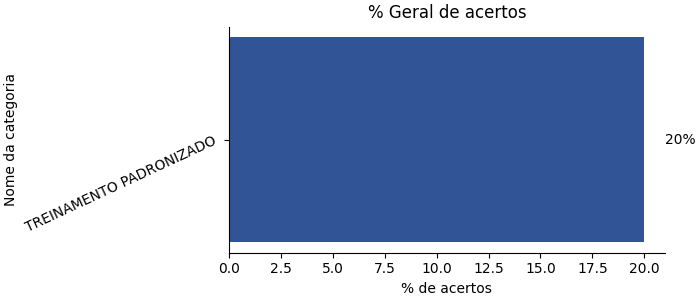 % Geral de acertos
Nome da categoria
TREINAMENTO PADRONIZADO
20%
0.0 2.5 5.0 7.5 10.0 12.5 15.0 17.5 20.0
% de acertos